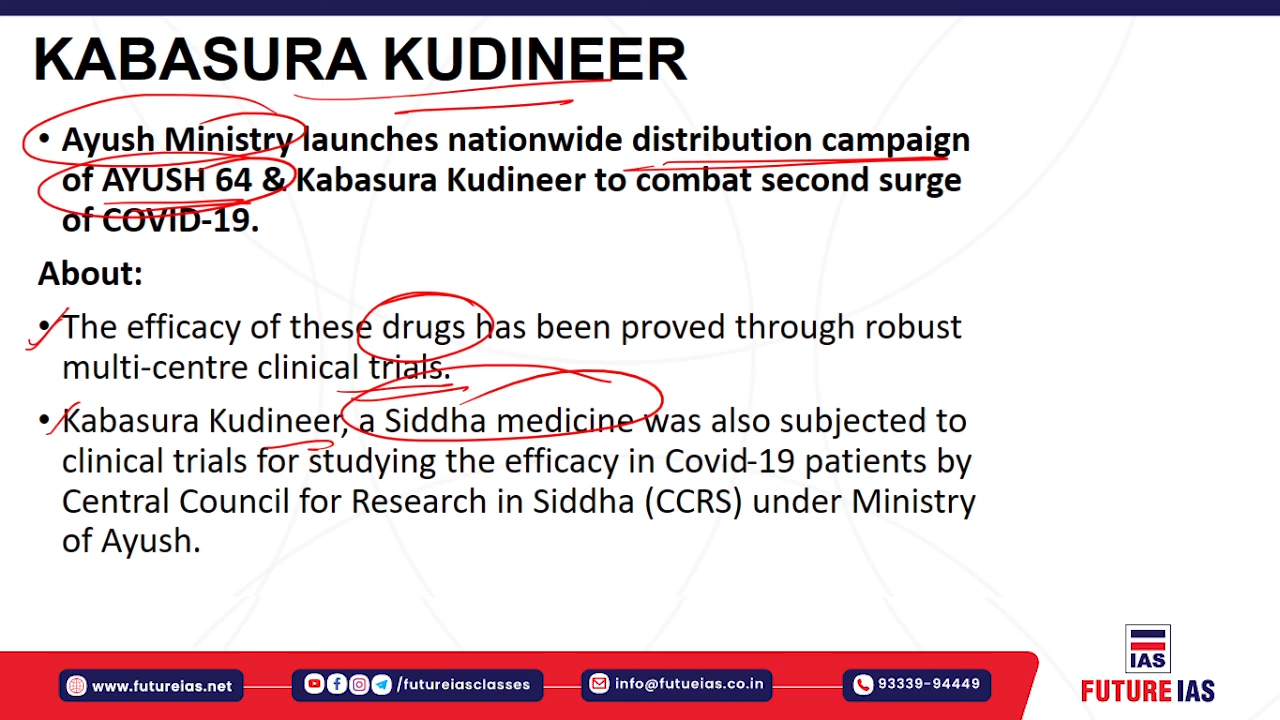 KABASURA KUDINEER
• Ayush Ministry launches nationwide distribution campaign
of AYUSH 64 & Kabasura Kudineer to combat second surge
of COVID-19.
About:
• The efficacy of these drugs has been proved through robust
multi-centre clinical trials.
• Kabasura Kudineer, a Siddha medicine was also subjected to
clinical trials for studying the efficacy in Covid-19 patients by
Central Council for Research in Siddha (CCRS) under Ministry
of Ayush.
www.futureias.net
/futureiasclasses
info@futueias.co.in
93339-94449
IAS
FUTURE IAS